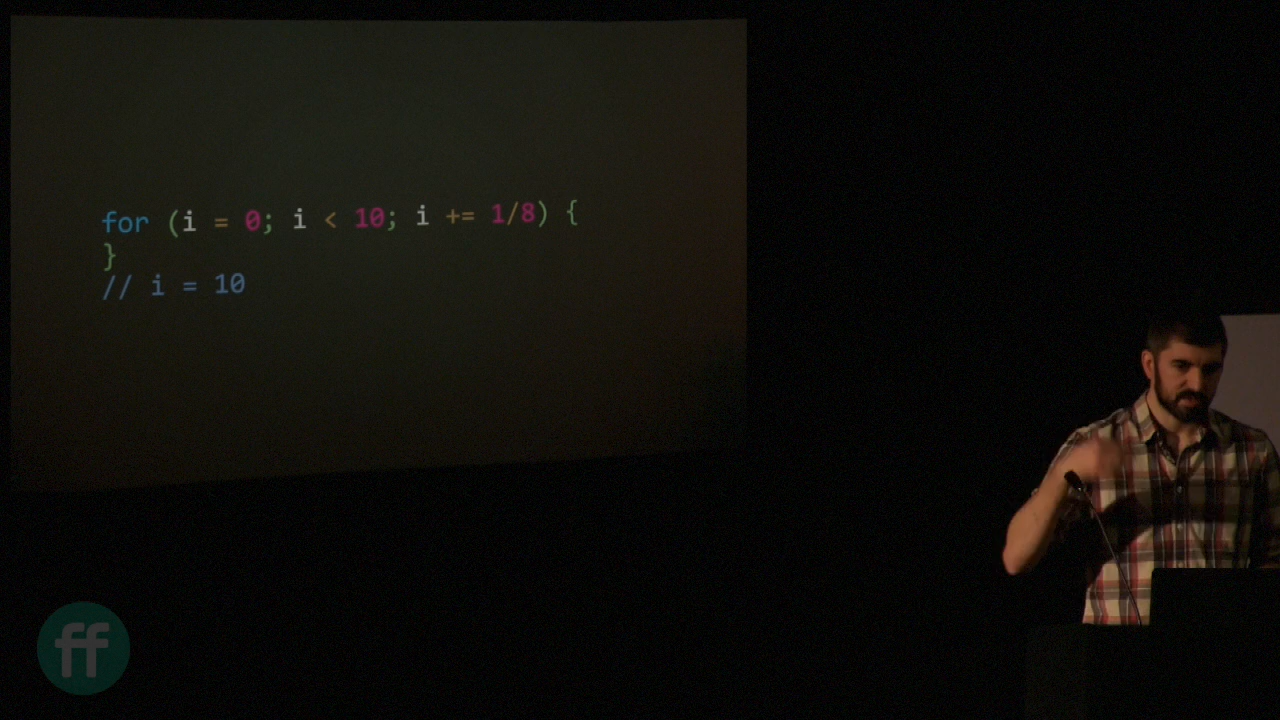 for (i = 0; i < 10; i += 1/8) {
}
// i = 10
ff